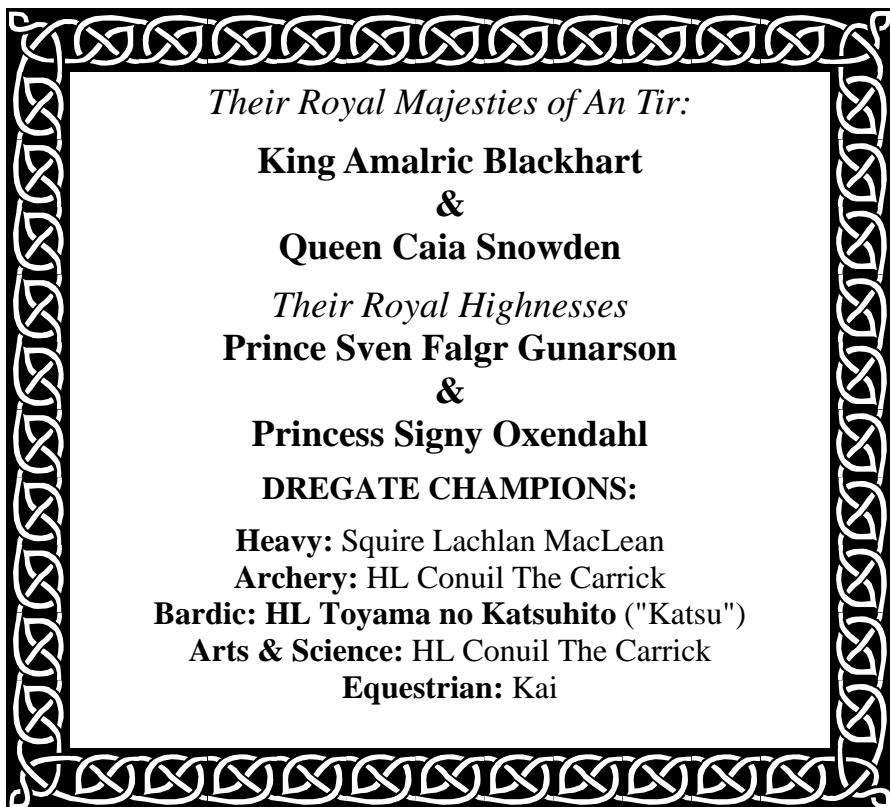 Their Royal Majesties of An Tir:
King Amalric Blackhart
&
Queen Caia Snowden
Their Royal Highnesses
Prince Sven Falgr Gunarson
&
Princess Signy Oxendahl
DREGATE CHAMPIONS:
Heavy: Squire Lachlan MacLean
Archery: HL Conuil The Carrick
Bardic: HL Toyama no Katsuhito ("Katsu")
Arts & Science: HL Conuil The Carrick
Equestrian: Kai